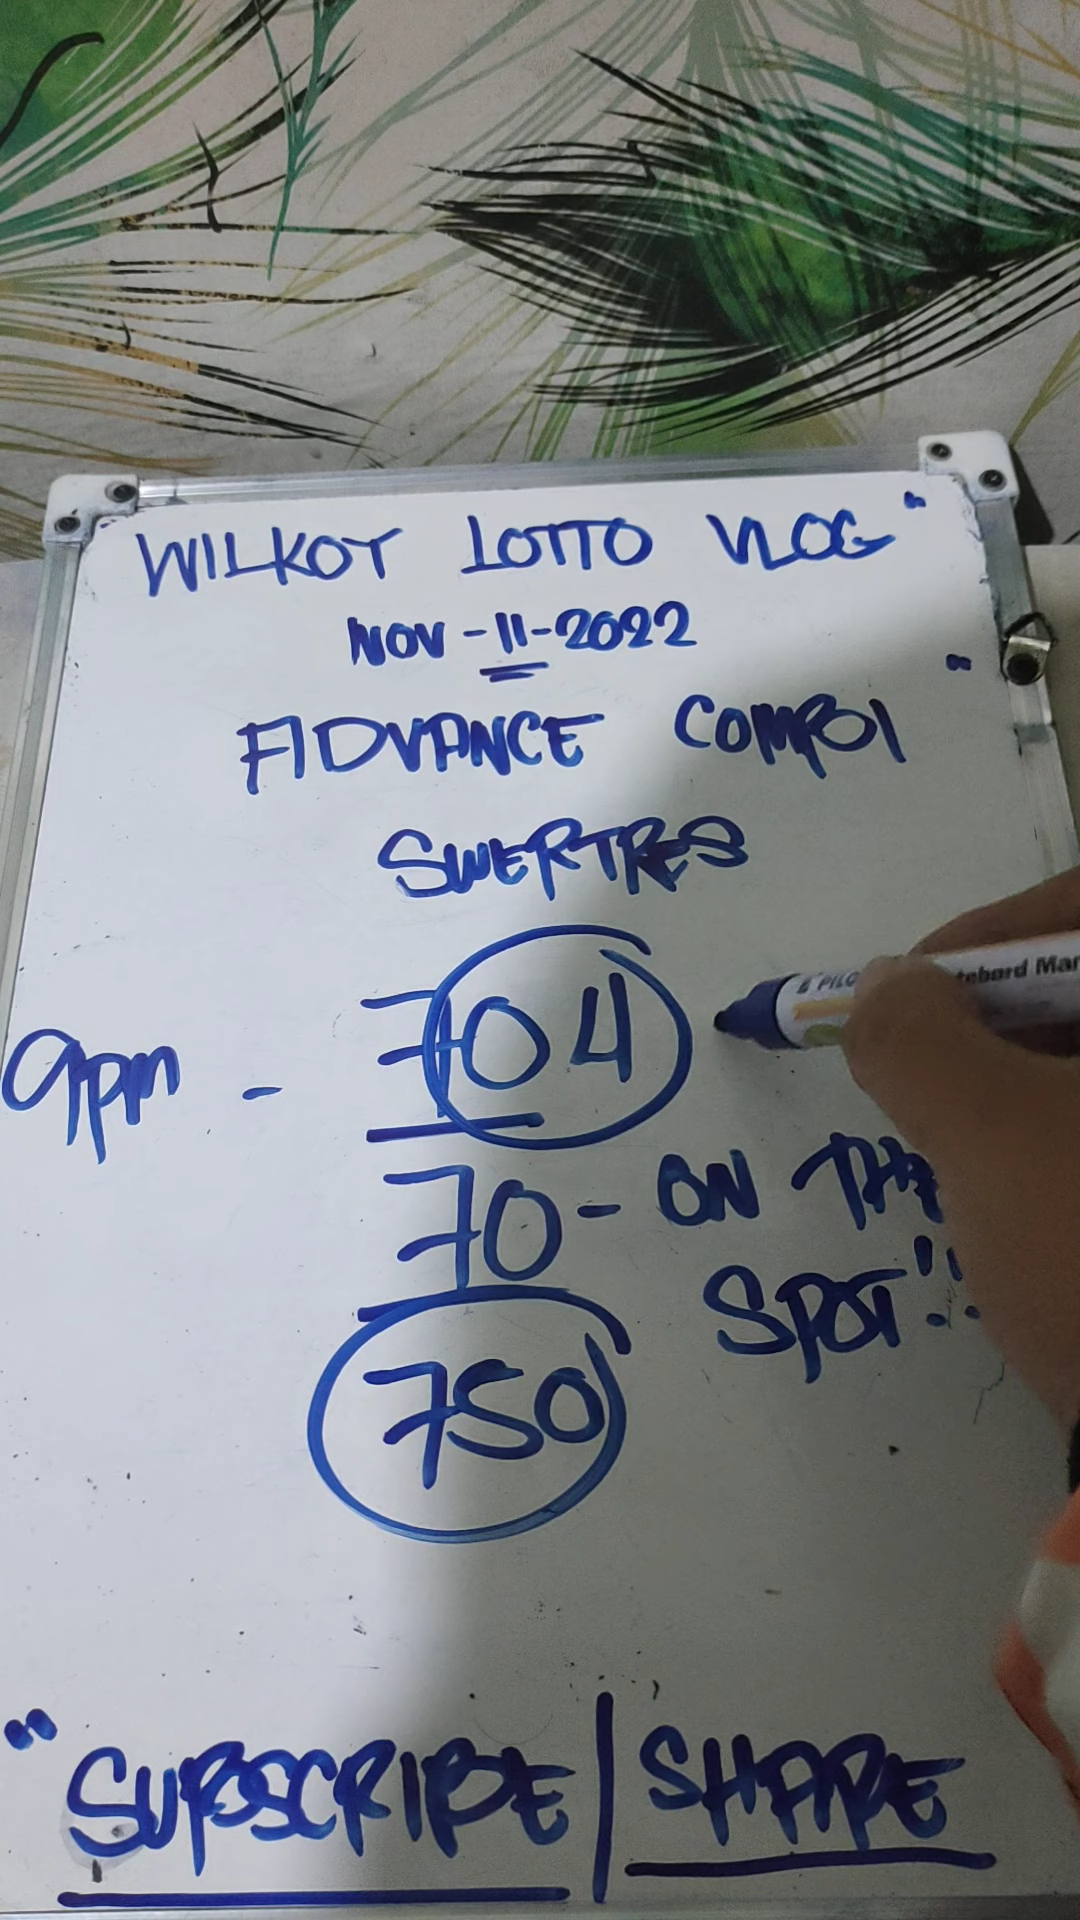 WILKOT LOTTO VLOG"
NOV-11-2022
ADVANCE COMBI "
SWERTRES
9pm - 704
70 - ON THE
SPOT!!
750
"SUBSCRIBE/SHARE